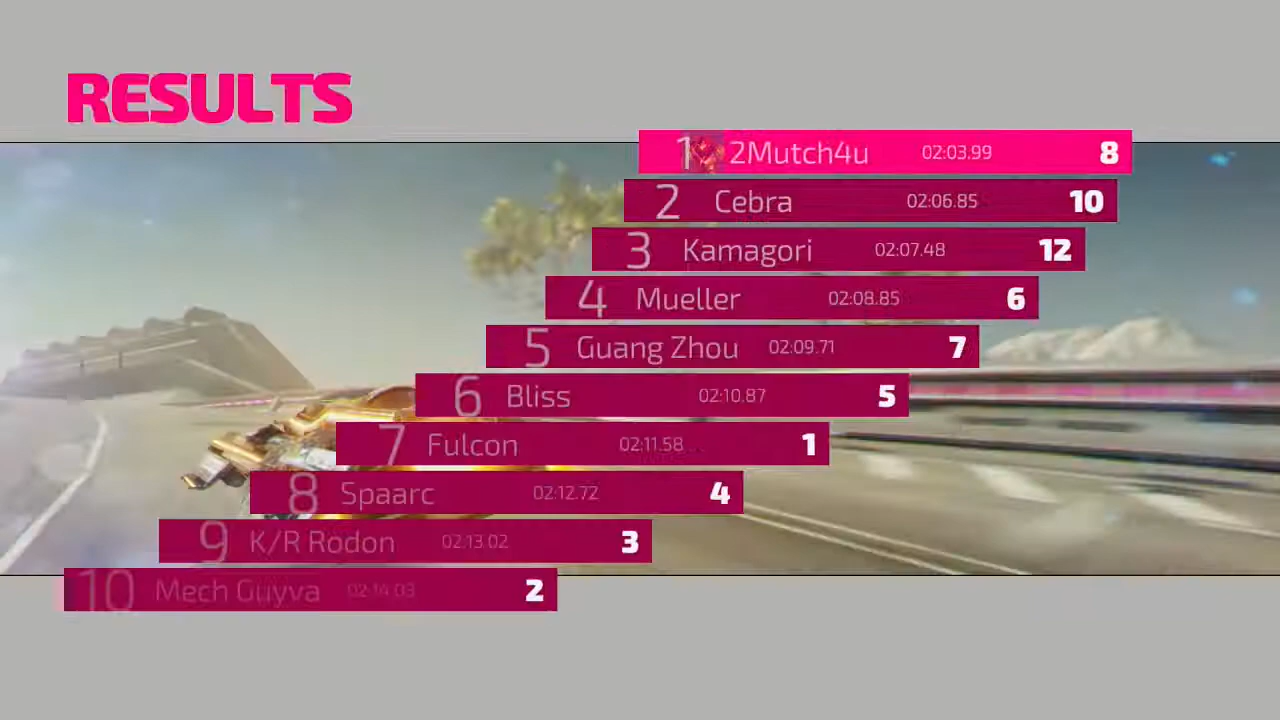 RESULTS
1 2Mutch4u 02:03.99 8
2 Cebra 02:06.85 10
3 Kamagori 02:07.48 12
4 Mueller 02:08.85 6
5 Guang Zhou 02:09.71 7
6 Bliss 02:10.87 5
7 Fulcon 02:11.58 1
8 Spaarc 02:12.72 4
9 K/R Rodon 02:13.02 3
10 Mech Guyva 02:14.03 2